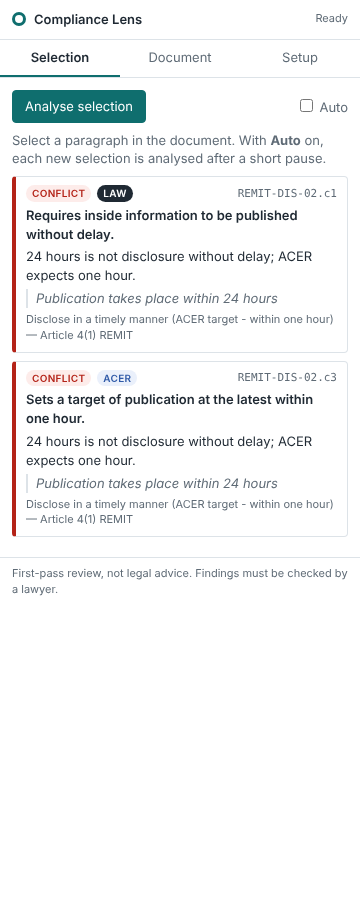 Compliance Lens
Ready
Selection
Document
Setup
Analyse selection
Auto
Select a paragraph in the document. With Auto on,
each new selection is analysed after a short pause.
CONFLICT LAW REMIT-DIS-02.c1
Requires inside information to be published
without delay.
24 hours is not disclosure without delay; ACER
expects one hour.
Publication takes place within 24 hours
Disclose in a timely manner (ACER target - within one hour)
— Article 4(1) REMIT
CONFLICT ACER REMIT-DIS-02.c3
Sets a target of publication at the latest within
one hour.
24 hours is not disclosure without delay; ACER
expects one hour.
Publication takes place within 24 hours
Disclose in a timely manner (ACER target - within one hour)
— Article 4(1) REMIT
First-pass review, not legal advice. Findings must be checked by
a lawyer.